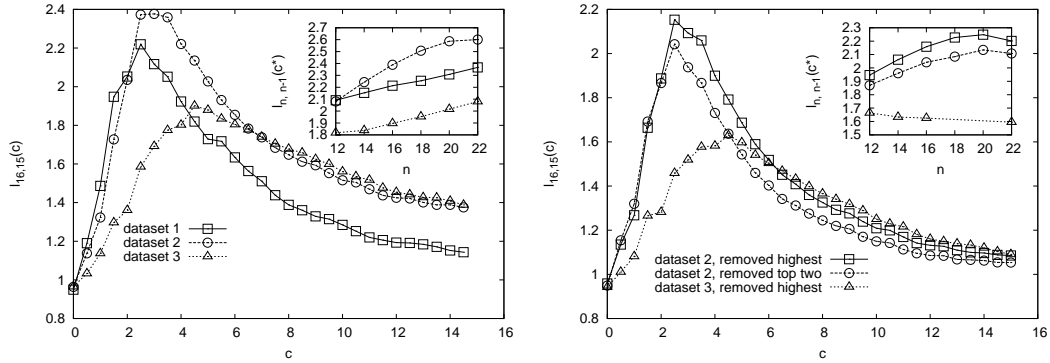 2.4
2.2
2
1.8
1.6
1.4
1.2
1
0.8
0 2 4 6 8 10 12 14 16
I16,15(c)
c
dataset 1
dataset 2
dataset 3
2.7
2.6
2.5
2.4
2.3
2.2
2.1
2
1.9
1.8
12 14 16 18 20 22
In, n-1(c*)
n
2.2
2
1.8
1.6
1.4
1.2
1
0.8
0 2 4 6 8 10 12 14 16
I16,15(c)
c
dataset 2, removed highest
dataset 2, removed top two
dataset 3, removed highest
2.3
2.2
2.1
2
1.9
1.8
1.7
1.6
1.5
12 14 16 18 20 22
In, n-1(c*)
n